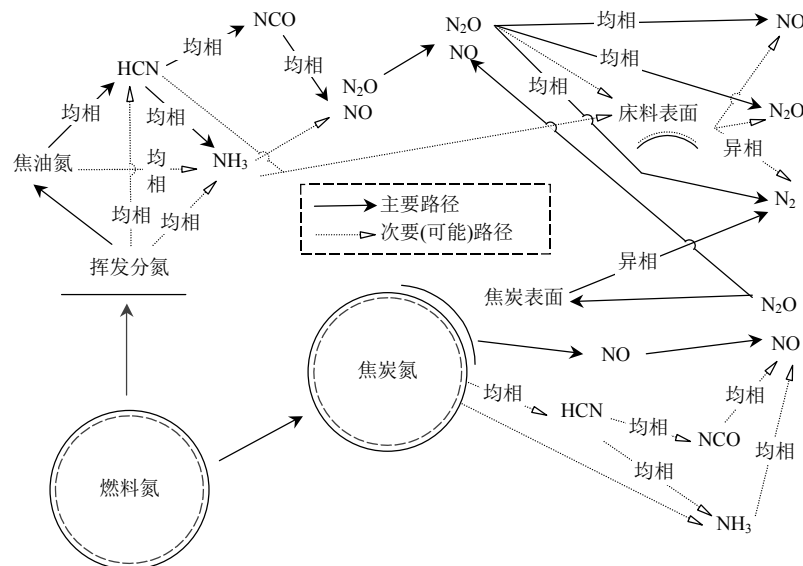 NCO
N₂O
均相
NO
均相
NO
均相
HCN
均相
均相
均相
N₂O
均相
均相
NO
床料表面
N₂O
焦油氮
均
相
NH₃
异相
N₂
主要路径
均相
均相
次要(可能)路径
挥发分氮
异相
焦炭表面
N₂O
NO
焦炭氮
NO
均相
HCN
均相
均相
NCO
均相
均相
燃料氮
NH₃